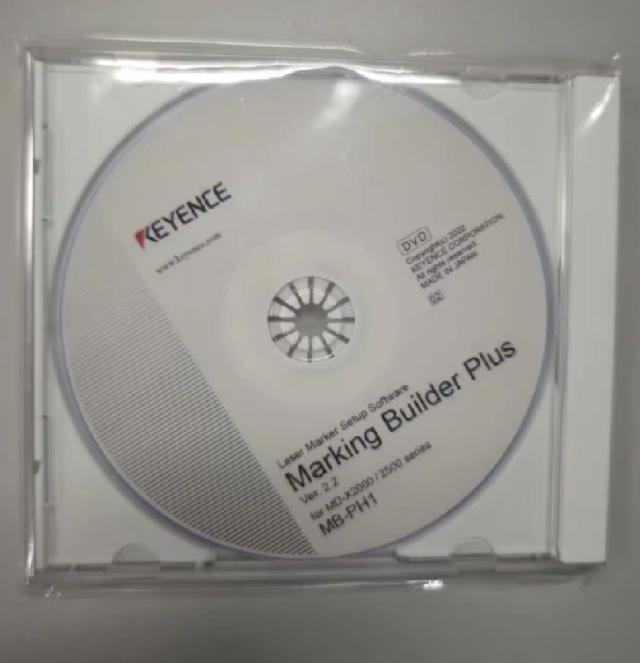 KEYENCE
www.keyence.com
DVD
Copyright(c) 2022
KEYENCE CORPORATION.
All rights reserved.
MADE IN JAPAN
02
Laser Marker Setup Software
Marking Builder Plus
Ver. 2.2
for MD-X2000 / 2500 series
MB-PH1